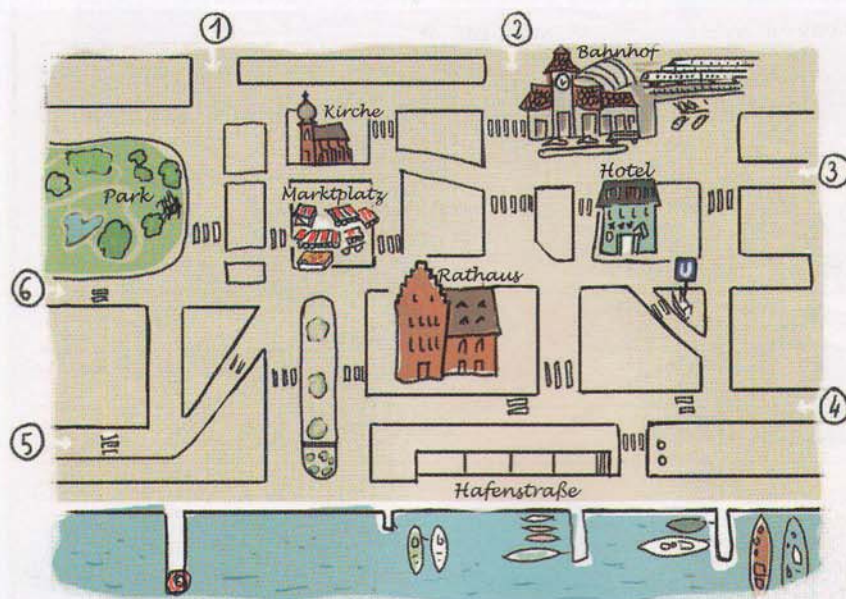 1
2
Bahnhof
Kirche
3
Hotel
Park
Marktplatz
Rathaus
U
6
4
5
Hafenstraße